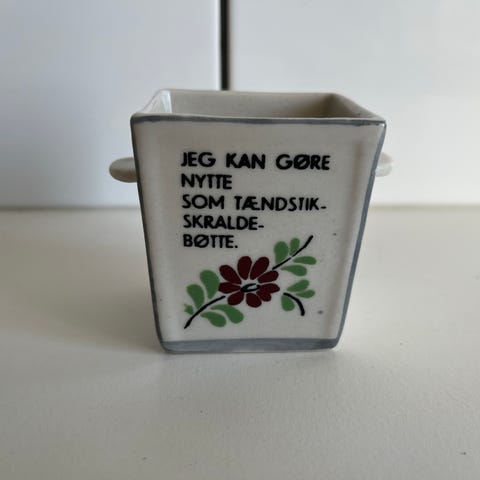 JEG KAN GØRE
NYTTE
SOM TÆNDSTIK-
SKRALDE-
BØTTE.